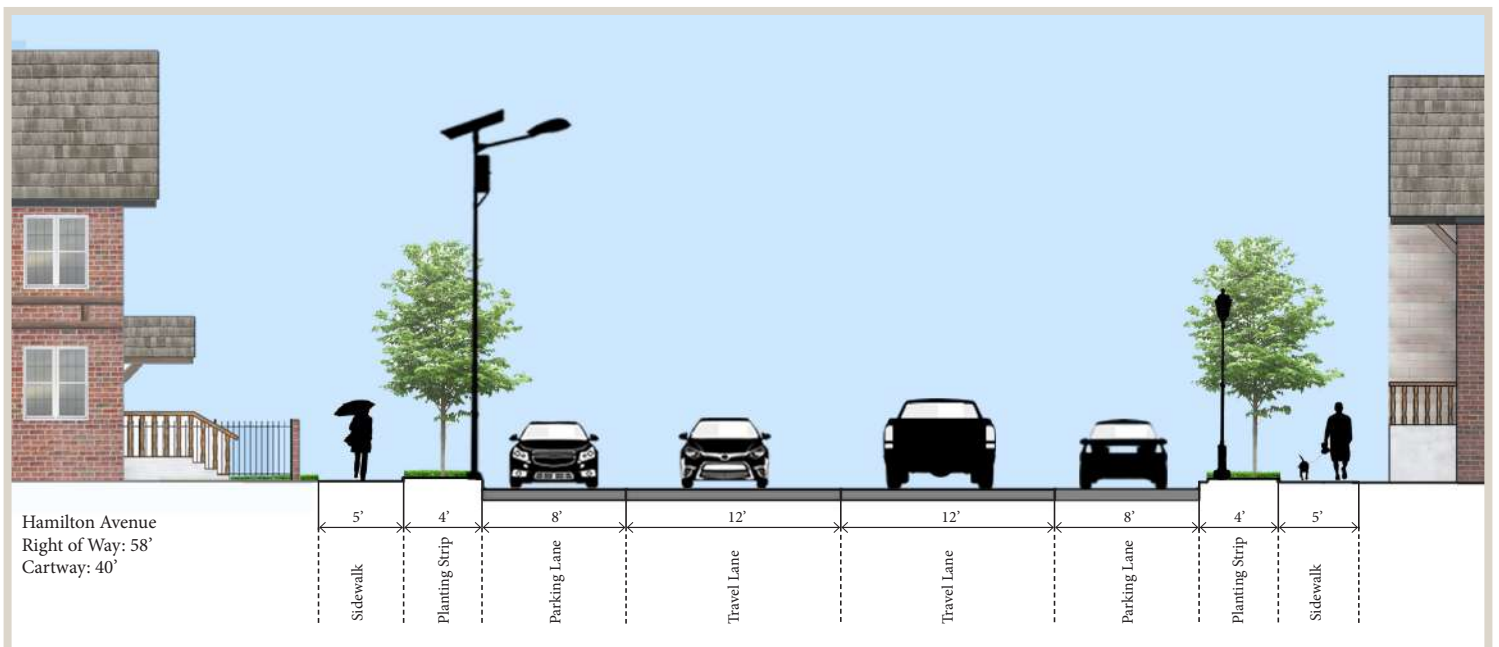 5’ 4’ 8’ 12’ 12’ 8’ 4’ 5’
Hamilton Avenue
Right of Way: 58’
Cartway: 40’
Sidewalk
Planting Strip
Parking Lane
Travel Lane
Travel Lane
Parking Lane
Planting Strip
Sidewalk